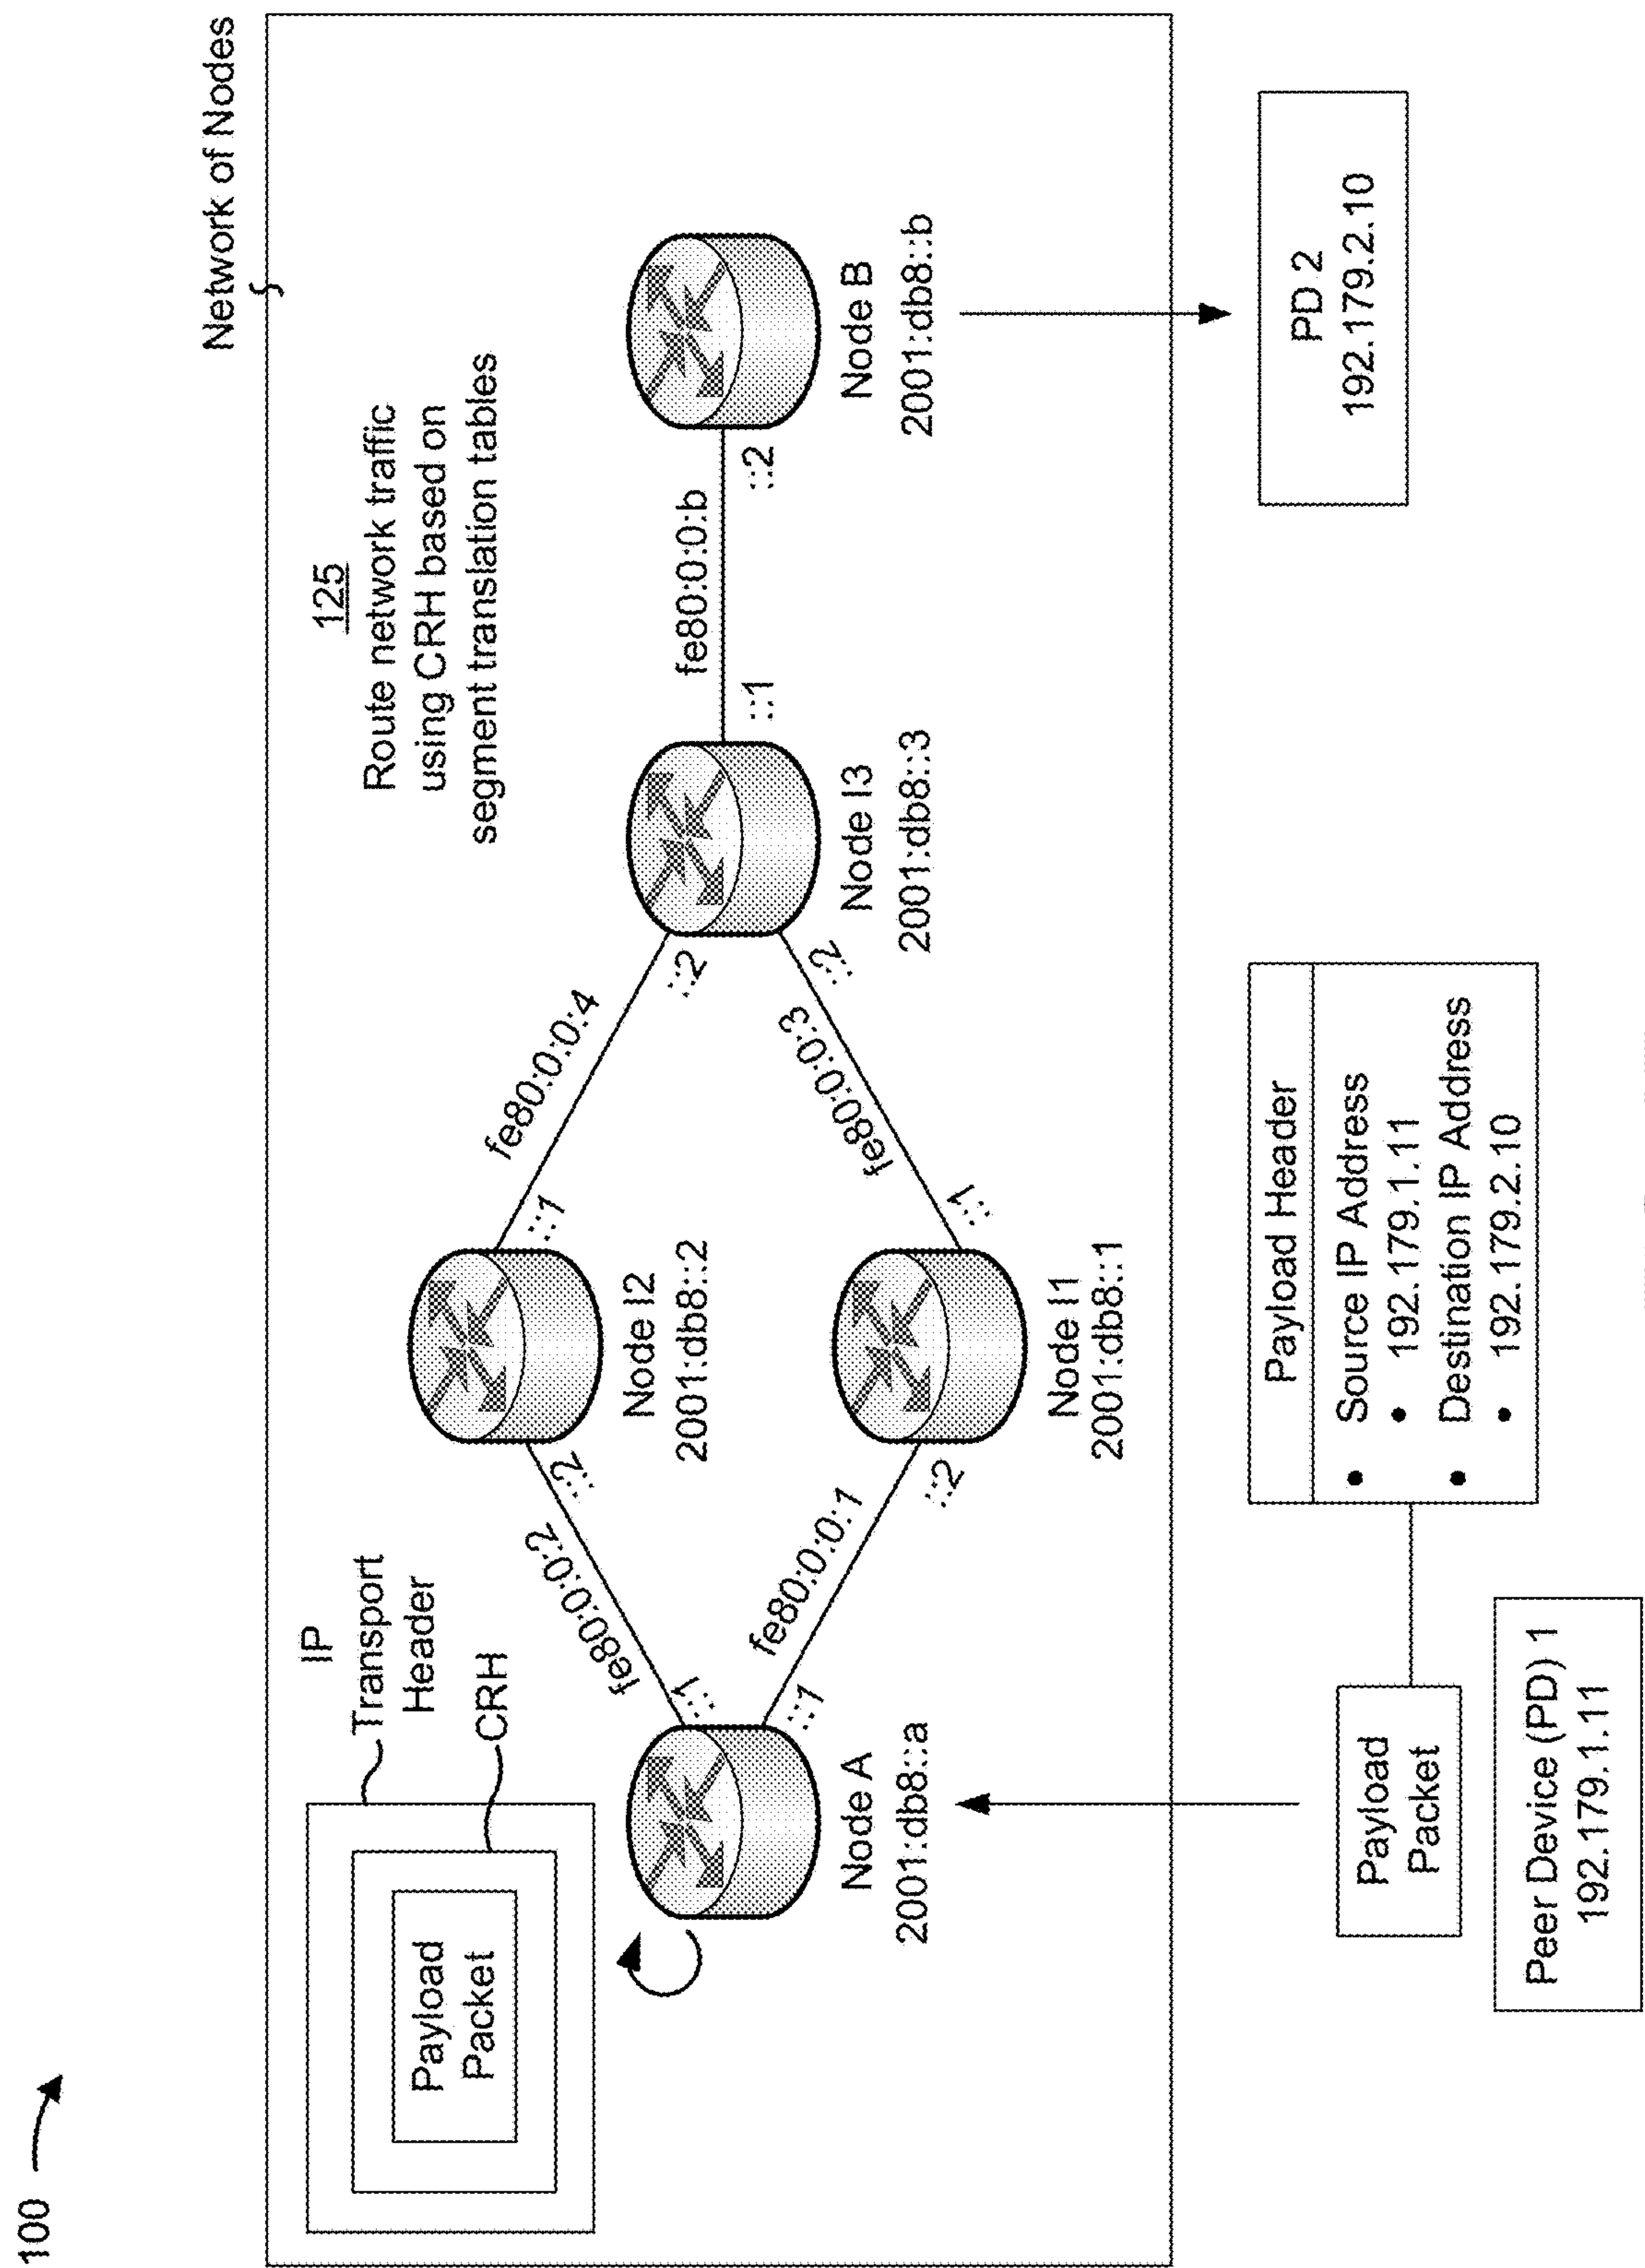 100
Network of Nodes
125
Route network traffic
using CRH based on
segment translation tables
IP
Transport
Header
CRH
Payload
Packet
Node A
2001:db8::a
::1
fe80:0:0:2
::2
Node I2
2001:db8::2
::1
fe80:0:0:4
::2
::1
fe80:0:0:1
::2
Node I1
2001:db8::1
::1
fe80:0:0:3
::2
Node I3
2001:db8::3
::1
fe80:0:0:b
::2
Node B
2001:db8::b
Payload
Packet
Peer Device (PD) 1
192.179.1.11
Payload Header
• Source IP Address
• 192.179.1.11
• Destination IP Address
• 192.179.2.10
PD 2
192.179.2.10